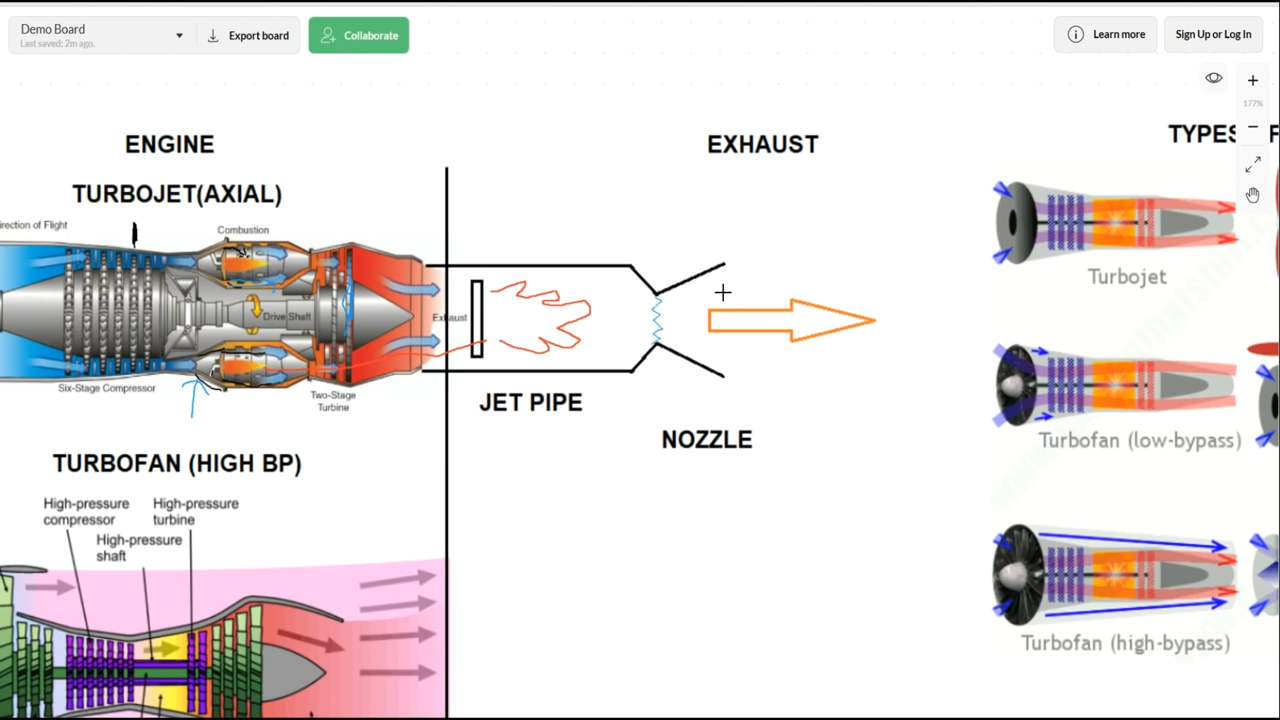 Demo Board
Last saved: 2m ago.
Export board
Collaborate
Learn more
Sign Up or Log In
177%
ENGINE
EXHAUST
TYPES
TURBOJET(AXIAL)
irection of Flight
Combustion
Drive Shaft
Exhaust
Six-Stage Compressor
Two-Stage
Turbine
JET PIPE
NOZZLE
Turbojet
Turbofan (low-bypass)
TURBOFAN (HIGH BP)
High-pressure
compressor
High-pressure
turbine
High-pressure
shaft
Turbofan (high-bypass)